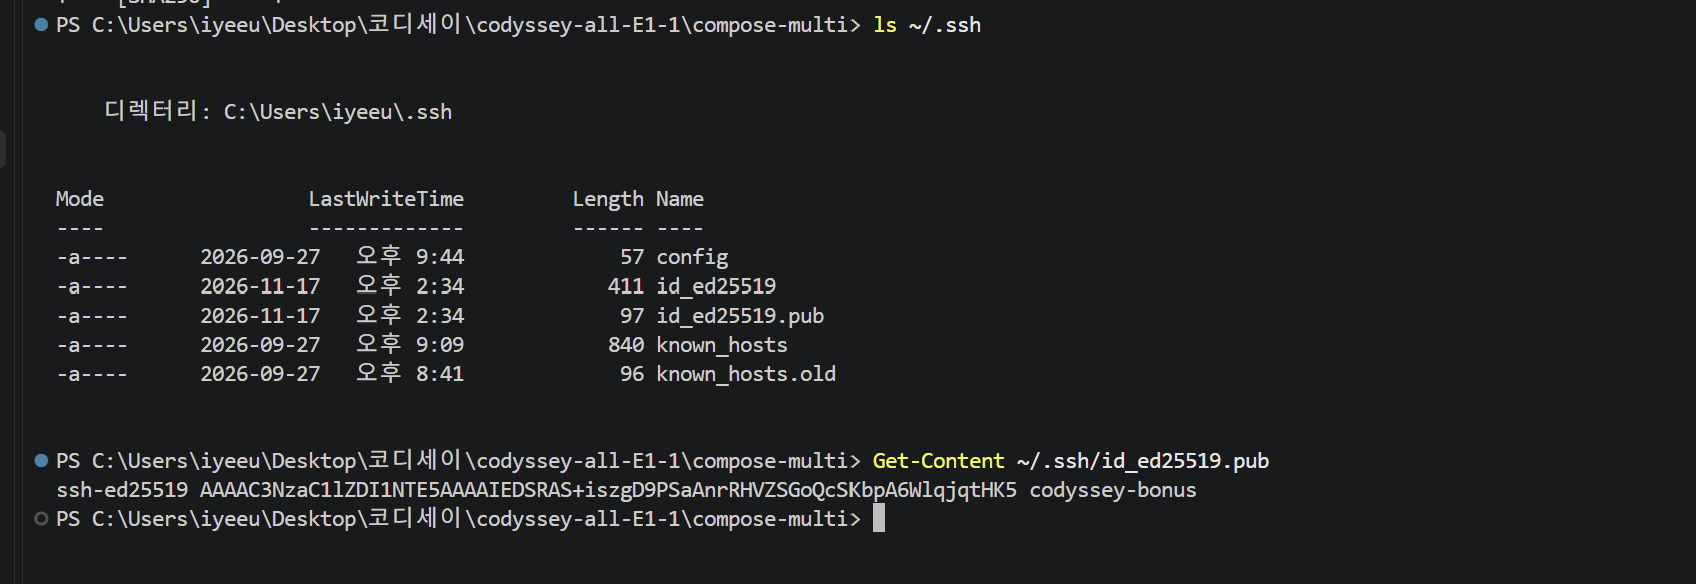 PS C:\Users\iyeeu\Desktop\코디세이\codyssey-all-E1-1\compose-multi> ls ~/.ssh
디렉터리: C:\Users\iyeeu\.ssh
Mode LastWriteTime Length Name
---- ------------- ------ ----
-a---- 2026-09-27 오후 9:44 57 config
-a---- 2026-11-17 오후 2:34 411 id_ed25519
-a---- 2026-11-17 오후 2:34 97 id_ed25519.pub
-a---- 2026-09-27 오후 9:09 840 known_hosts
-a---- 2026-09-27 오후 8:41 96 known_hosts.old
PS C:\Users\iyeeu\Desktop\코디세이\codyssey-all-E1-1\compose-multi> Get-Content ~/.ssh/id_ed25519.pub
ssh-ed25519 AAAAC3NzaC1lZDI1NTE5AAAAIEDSRAS+iszgD9PSaAnrRHVZSGoQcSKbpA6WlqjqtHK5 codyssey-bonus
PS C:\Users\iyeeu\Desktop\코디세이\codyssey-all-E1-1\compose-multi>